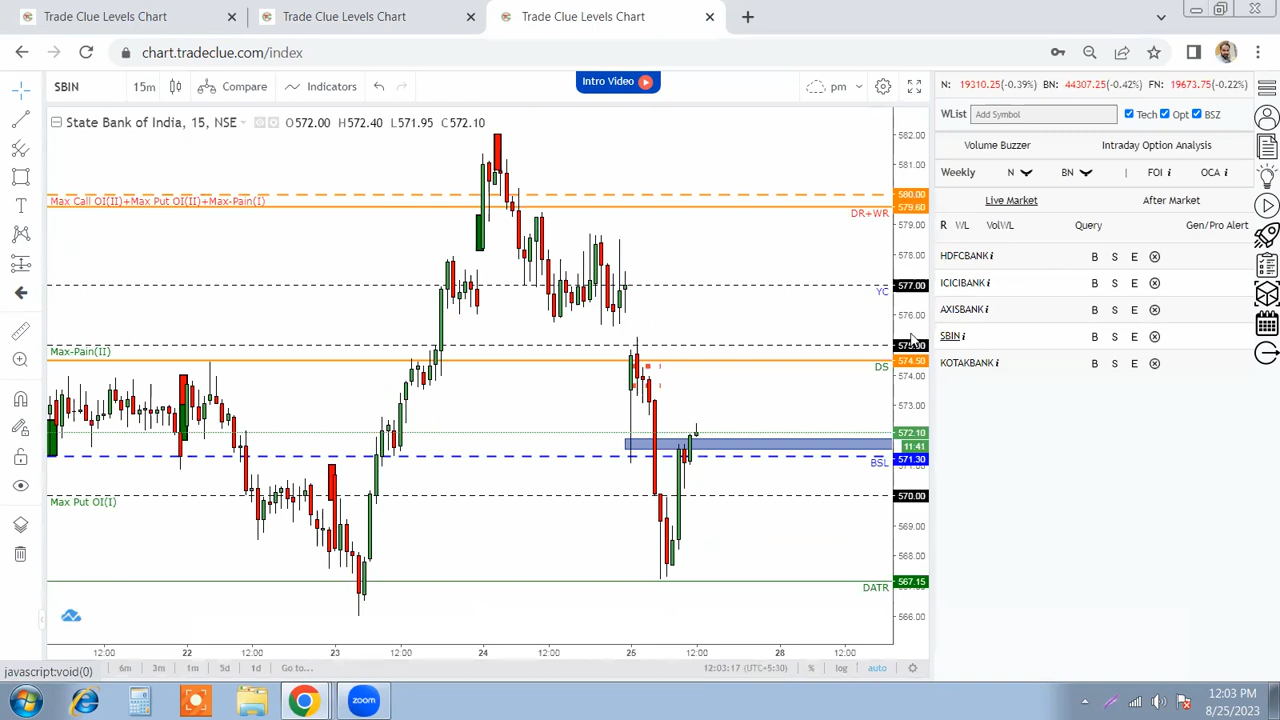 Trade Clue Levels Chart
Trade Clue Levels Chart
Trade Clue Levels Chart
chart.tradeclue.com/index
SBIN 15m Compare Indicators Intro Video pm
N: 19310.25(-0.39%) BN: 44307.25(-0.42%) FN: 19673.75(-0.22%)
State Bank of India, 15, NSE O572.00 H572.40 L571.95 C572.10
WList Add Symbol Tech Opt BSZ
Volume Buzzer Intraday Option Analysis
Weekly N BN | FOI i OCA i
Live Market After Market
R WL VolWL Query Gen/Pro Alert
HDFCBANK i B S E
ICICIBANK i B S E
AXISBANK i B S E
SBIN i B S E
KOTAKBANK i B S E
582.00
581.00
580.00
Max Call OI(II)+Max Put OI(II)+Max-Pain(I)
579.60
DR+WR
579.00
578.00
577.00
YC
576.00
Max-Pain(II)
574.50
DS
574.00
573.00
572.10
11:41
571.30
BSL
570.00
Max Put OI(I)
569.00
568.00
567.15
DATR
566.00
12:00 22 12:00 23 12:00 24 12:00 25 12:00 28 12:00
javascript:void(0)
6m 3m 1m 5d 1d Go to... 12:03:17 (UTC+5:30) % log auto
zoom
12:03 PM
8/25/2023